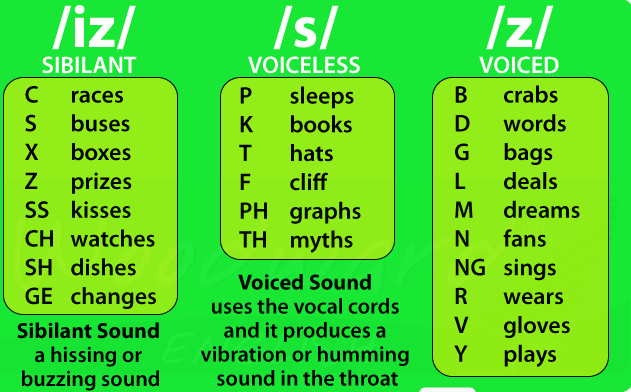 /iz/
SIBILANT
C races
S buses
X boxes
Z prizes
SS kisses
CH watches
SH dishes
GE changes
Sibilant Sound
a hissing or
buzzing sound
/s/
VOICELESS
P sleeps
K books
T hats
F cliff
PH graphs
TH myths
Voiced Sound
uses the vocal cords
and it produces a
vibration or humming
sound in the throat
/z/
VOICED
B crabs
D words
G bags
L deals
M dreams
N fans
NG sings
R wears
V gloves
Y plays